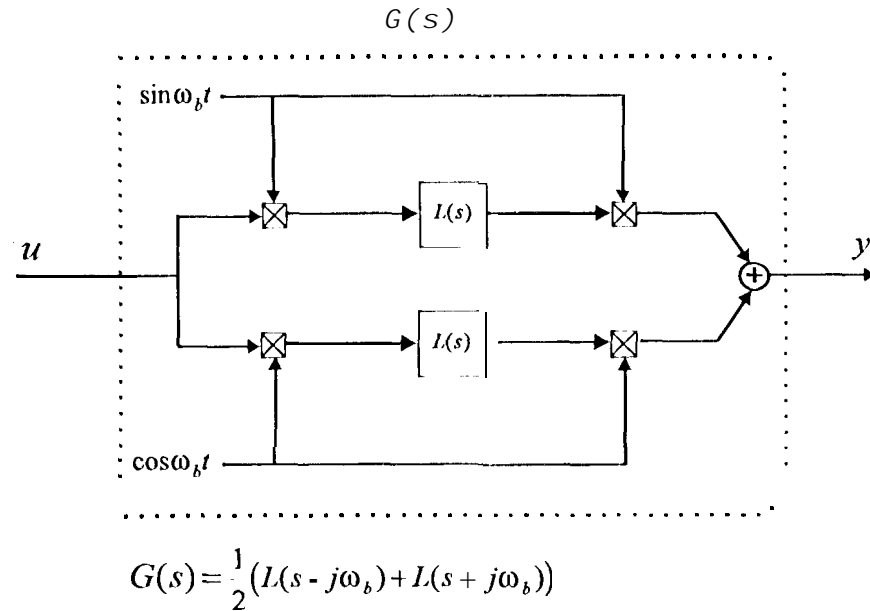 G(s)
sinω_b t
L(s)
u
y
+
L(s)
cosω_b t
G(s) = 1/2 (L(s - jω_b) + L(s + jω_b))